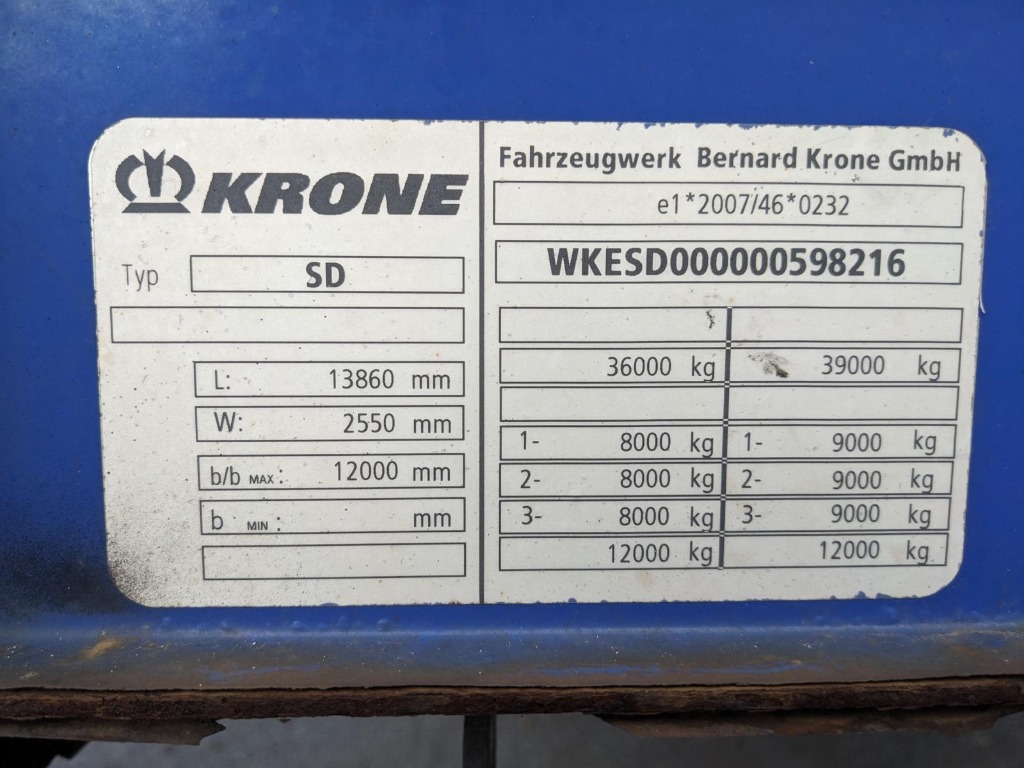 KRONE
Typ SD
L: 13860 mm
W: 2550 mm
b/b MAX: 12000 mm
b MIN: mm
Fahrzeugwerk Bernard Krone GmbH
e1*2007/46*0232
WKESD000000598216
36000 kg 39000 kg
1- 8000 kg 1- 9000 kg
2- 8000 kg 2- 9000 kg
3- 8000 kg 3- 9000 kg
12000 kg 12000 kg